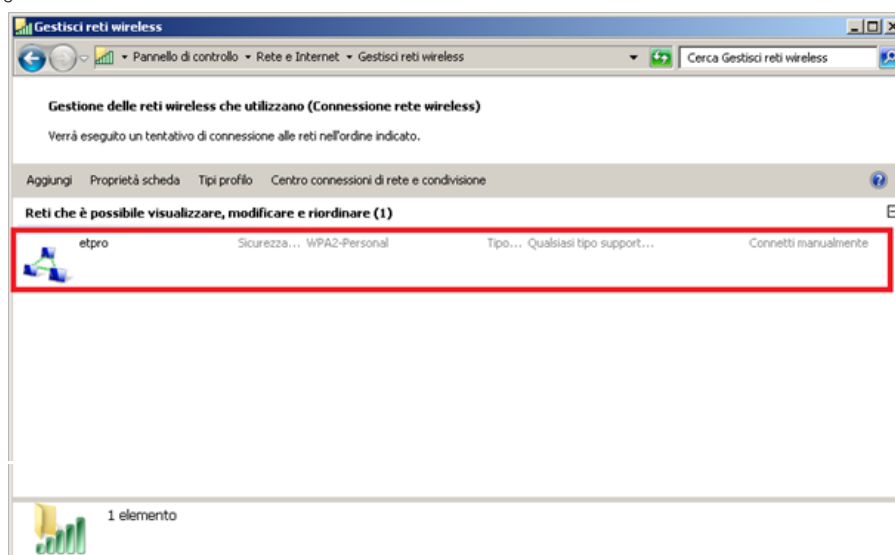 Gestisci reti wireless
Pannello di controllo Rete e Internet Gestisci reti wireless Cerca Gestisci reti wireless
Gestione delle reti wireless che utilizzano (Connessione rete wireless)
Verrà eseguito un tentativo di connessione alle reti nell'ordine indicato.
Aggiungi Proprietà scheda Tipi profilo Centro connessioni di rete e condivisione
Reti che è possibile visualizzare, modificare e riordinare (1)
etpro Sicurezza... WPA2-Personal Tipo... Qualsiasi tipo support... Connetti manualmente
1 elemento